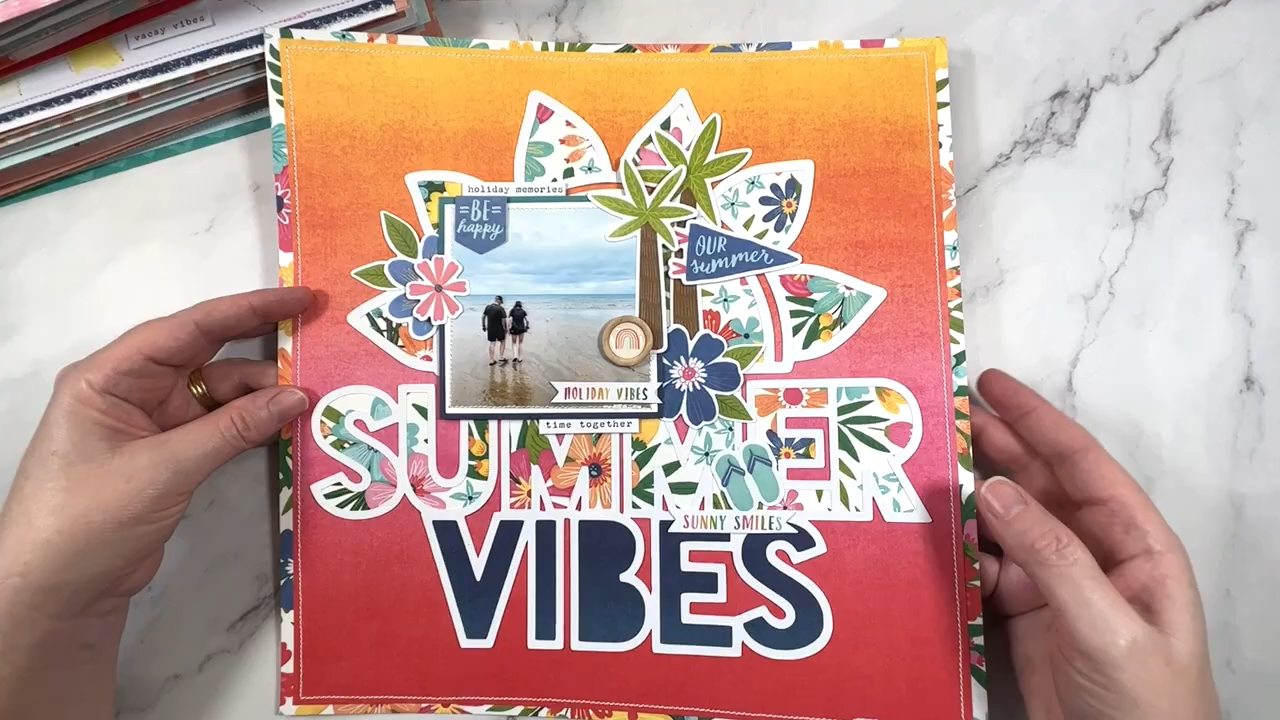 vacay vibes
holiday memories
=BE=
happy
OUR
summer
HOLIDAY VIBES
time together
SUMMER
SUNNY SMILES
VIBES